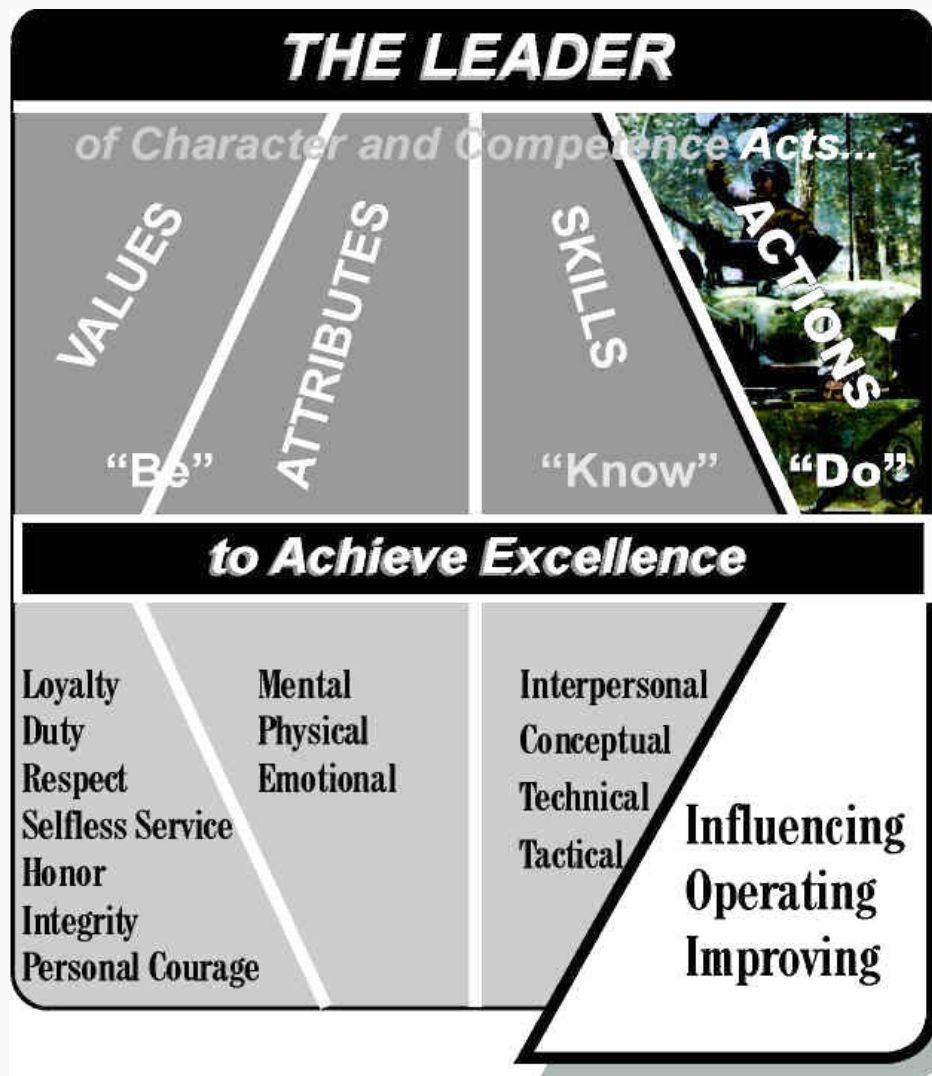 THE LEADER
of Character and Competence Acts...
VALUES
ATTRIBUTES
SKILLS
ACTIONS
“Be”
“Know”
“Do”
to Achieve Excellence
Loyalty
Duty
Respect
Selfless Service
Honor
Integrity
Personal Courage
Mental
Physical
Emotional
Interpersonal
Conceptual
Technical
Tactical
Influencing
Operating
Improving